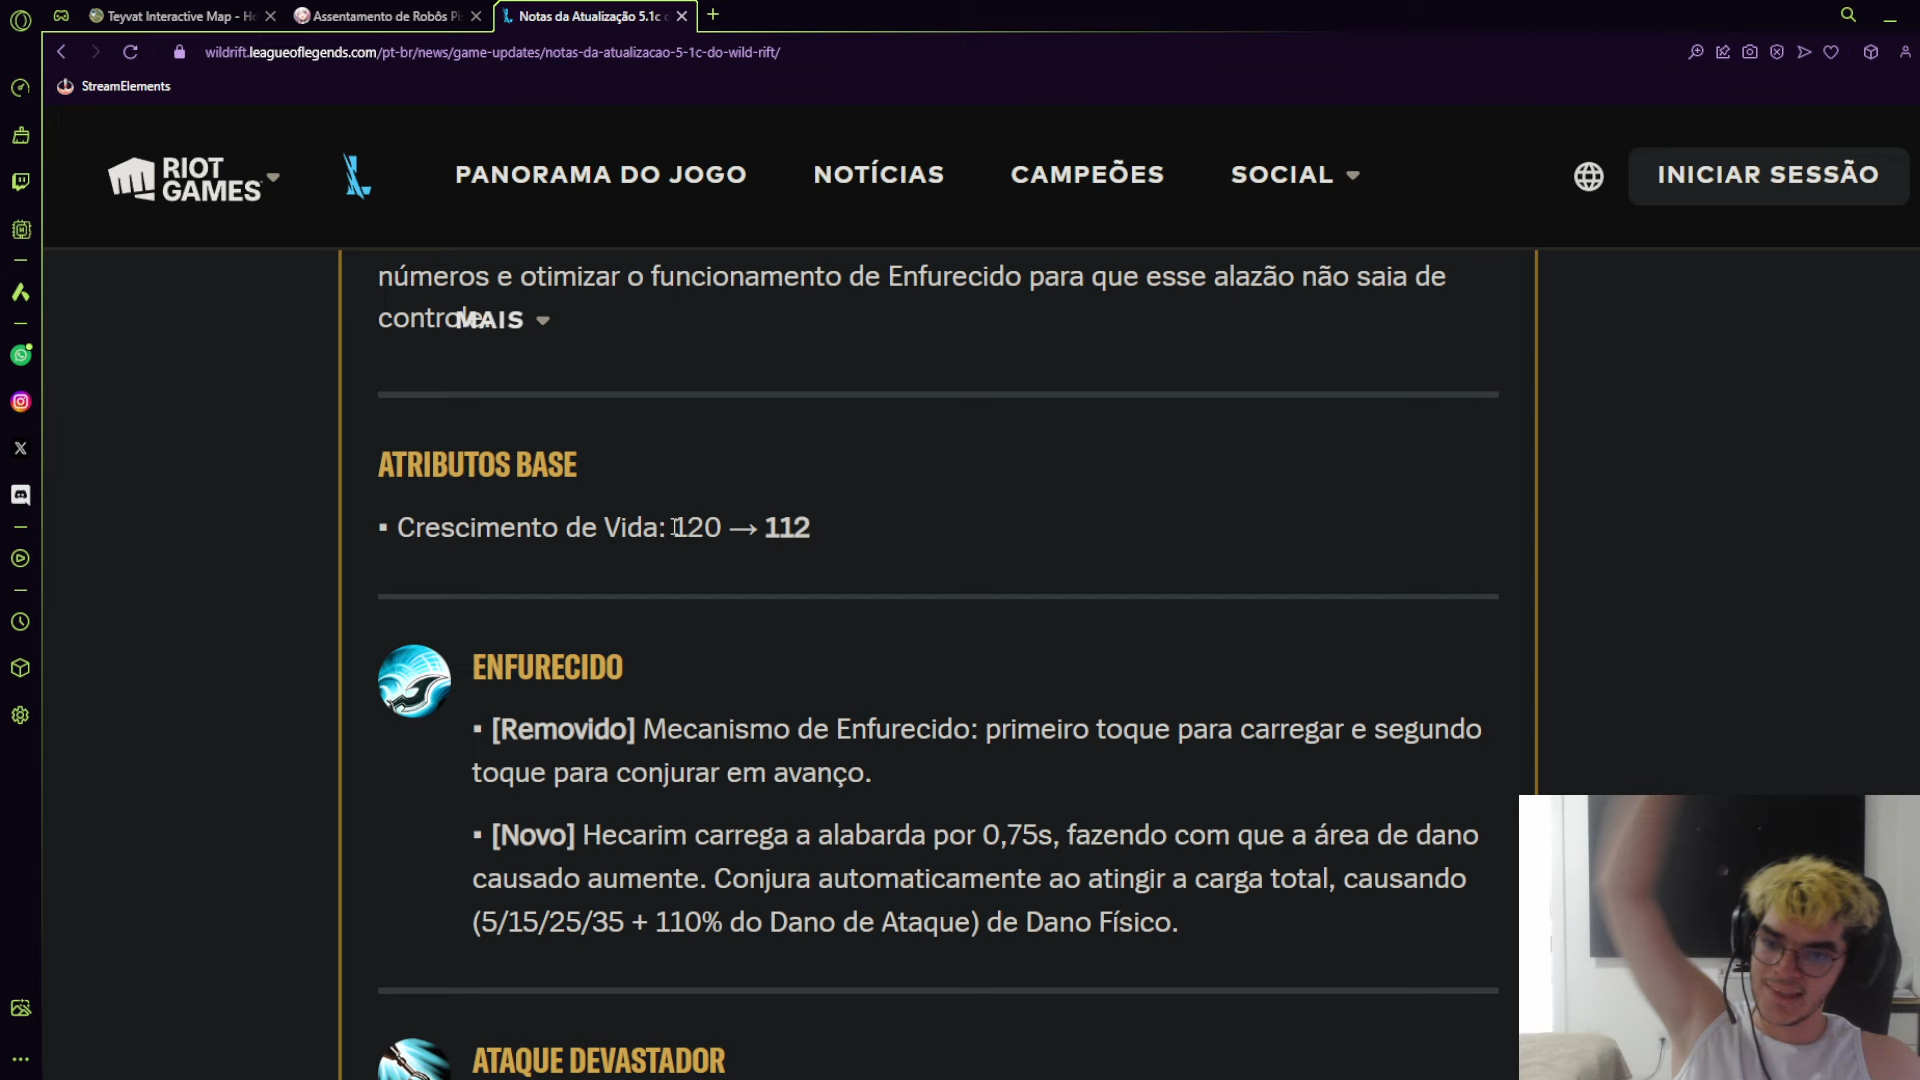 Teyvat Interactive Map - Ho
Assentamento de Robôs Pi
Notas da Atualização 5.1c d
wildrift.leagueoflegends.com/pt-br/news/game-updates/notas-da-atualizacao-5-1c-do-wild-rift/
StreamElements
RIOT GAMES
PANORAMA DO JOGO
NOTÍCIAS
CAMPEÕES
SOCIAL
INICIAR SESSÃO
números e otimizar o funcionamento de Enfurecido para que esse alazão não saia de
controle.
MAIS
ATRIBUTOS BASE
▪ Crescimento de Vida: 120 → 112
ENFURECIDO
▪ [Removido] Mecanismo de Enfurecido: primeiro toque para carregar e segundo
toque para conjurar em avanço.
▪ [Novo] Hecarim carrega a alabarda por 0,75s, fazendo com que a área de dano
causado aumente. Conjura automaticamente ao atingir a carga total, causando
(5/15/25/35 + 110% do Dano de Ataque) de Dano Físico.
ATAQUE DEVASTADOR